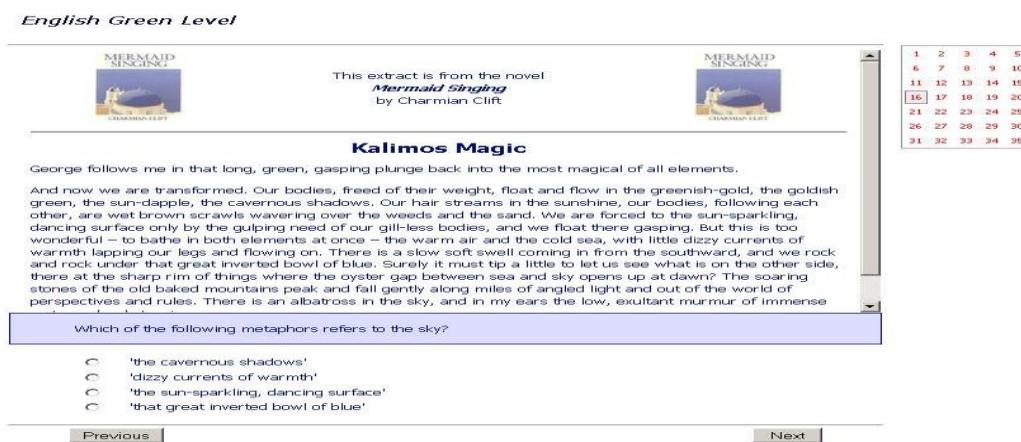 English Green Level
MERMAID
SINGING
CHARMIAN CLIFT
This extract is from the novel
Mermaid Singing
by Charmian Clift
MERMAID
SINGING
CHARMIAN CLIFT
1 2 3 4 5
6 7 8 9 10
11 12 13 14 15
16 17 18 19 20
21 22 23 24 25
26 27 28 29 30
31 32 33 34 35
Kalimos Magic
George follows me in that long, green, gasping plunge back into the most magical of all elements.
And now we are transformed. Our bodies, freed of their weight, float and flow in the greenish-gold, the goldish
green, the sun-dapple, the cavernous shadows. Our hair streams in the sunshine, our bodies, following each
other, are wet brown scrawls wavering over the weeds and the sand. We are forced to the sun-sparkling,
dancing surface only by the gulping need of our gill-less bodies, and we float there gasping. But this is too
wonderful – to bathe in both elements at once – the warm air and the cold sea, with little dizzy currents of
warmth lapping our legs and flowing on. There is a slow soft swell coming in from the southward, and we rock
and rock under that great inverted bowl of blue. Surely it must tip a little to let us see what is on the other side,
there at the sharp rim of things where the oyster gap between sea and sky opens up at dawn? The soaring
stones of the old baked mountains peak and fall gently along miles of angled light and out of the world of
perspectives and rules. There is an albatross in the sky, and in my ears the low, exultant murmur of immense
Which of the following metaphors refers to the sky?
'the cavernous shadows'
'dizzy currents of warmth'
'the sun-sparkling, dancing surface'
'that great inverted bowl of blue'
Previous
Next